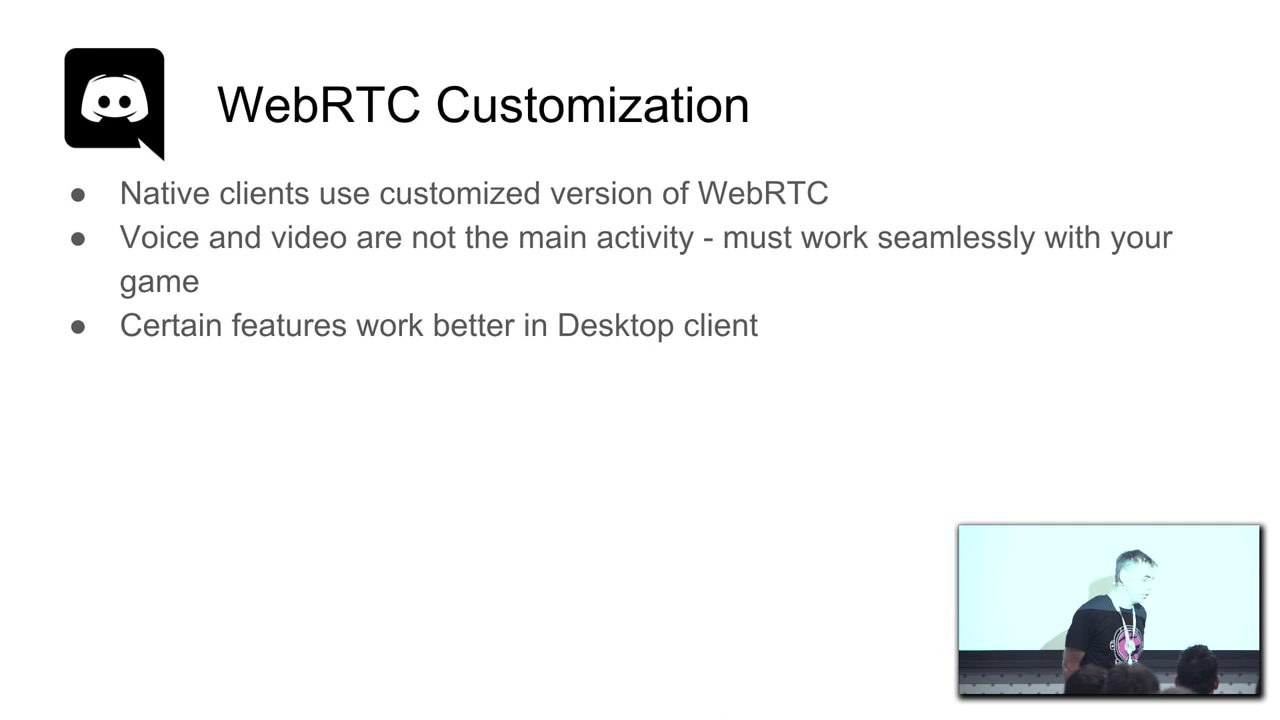 WebRTC Customization
● Native clients use customized version of WebRTC
● Voice and video are not the main activity - must work seamlessly with your
game
● Certain features work better in Desktop client